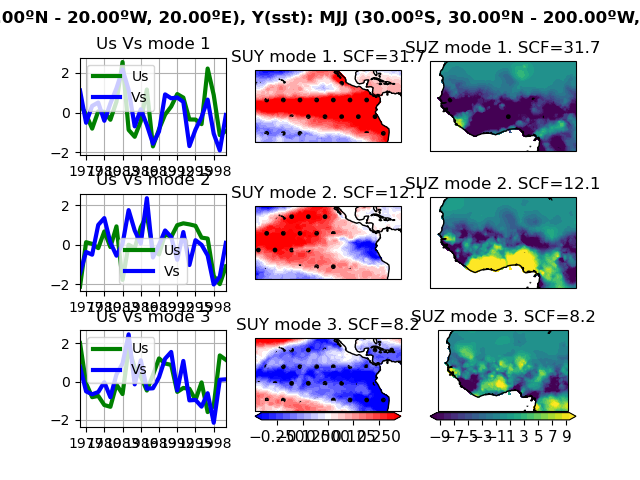 .00ºN - 20.00ºW, 20.00ºE), Y(sst): MJJ (30.00ºS, 30.00ºN - 200.00ºW,
Us Vs mode 1
SUY mode 1. SCF=31.7
SUZ mode 1. SCF=31.7
Us
Vs
2
0
−2
Us Vs mode 2
SUY mode 2. SCF=12.1
SUZ mode 2. SCF=12.1
Us
Vs
2
0
−2
Us Vs mode 3
SUY mode 3. SCF=8.2
SUZ mode 3. SCF=8.2
Us
Vs
2
0
−2
−9 −7 −5 −3 −1 1 3 5 7 9